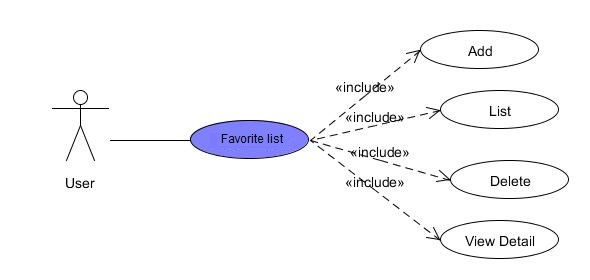 Add
«include»
«include»
List
Favorite list
«include»
Delete
«include»
User
View Detail